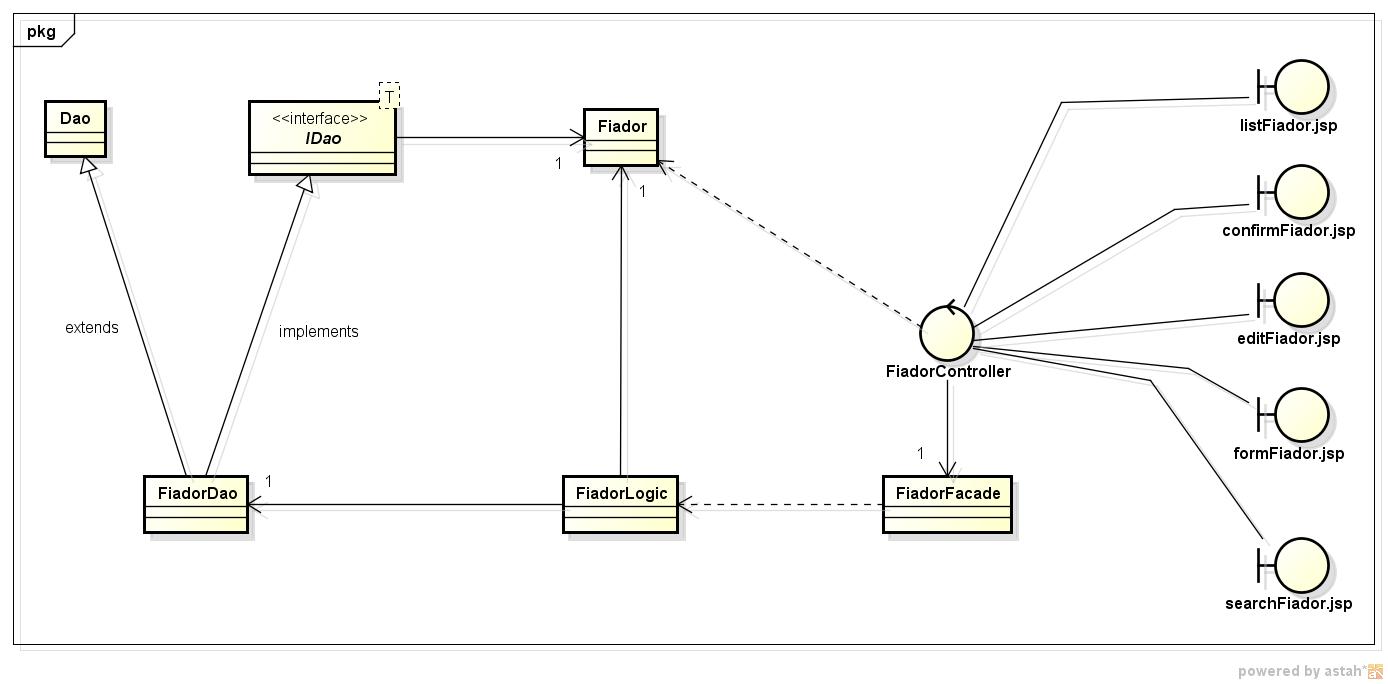 pkg
Dao
T
<<interface>>
IDao
Fiador
1
1
listFiador.jsp
confirmFiador.jsp
editFiador.jsp
extends
implements
FiadorController
formFiador.jsp
1
1
FiadorDao
FiadorLogic
FiadorFacade
searchFiador.jsp
powered by astah*